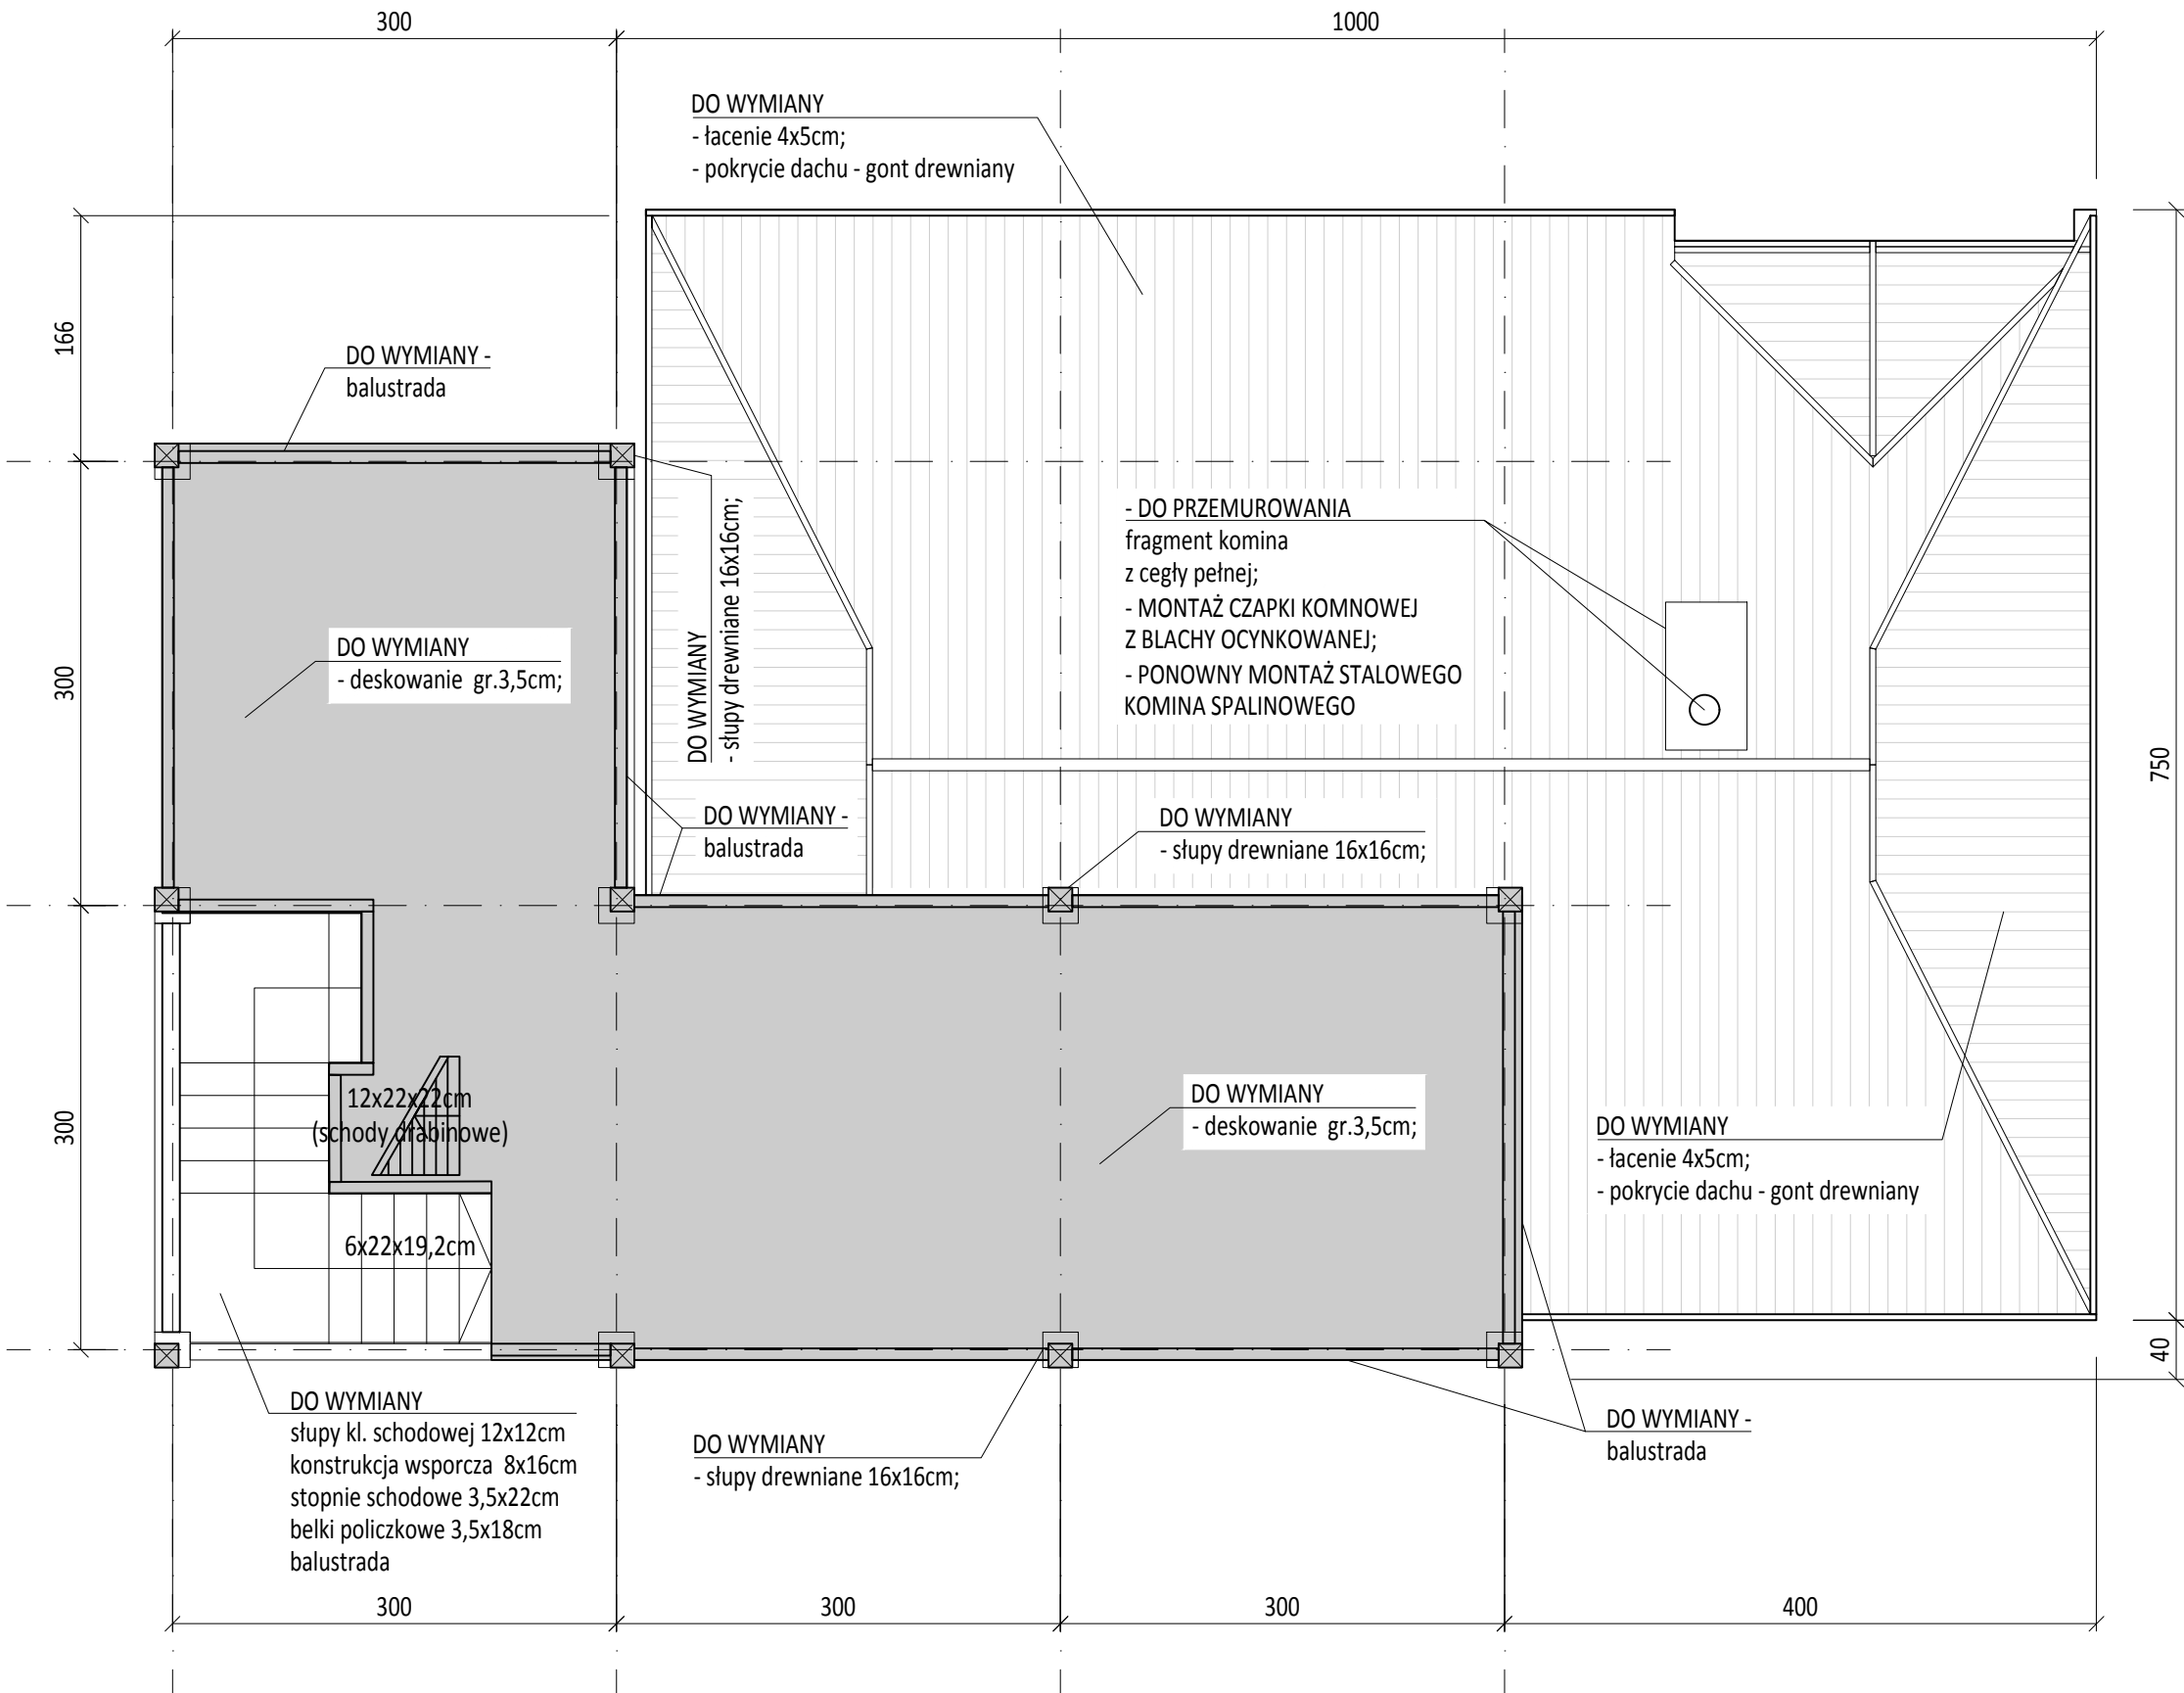 300
1000
DO WYMIANY
- łacenie 4x5cm;
- pokrycie dachu - gont drewniany
166
DO WYMIANY -
balustrada
DO WYMIANY
- słupy drewniane 16x16cm;
- DO PRZEMUROWANIA
fragment komina
z cegły pełnej;
- MONTAŻ CZAPKI KOMNOWEJ
Z BLACHY OCYNKOWANEJ;
- PONOWNY MONTAŻ STALOWEGO
KOMINA SPALINOWEGO
300
DO WYMIANY
- deskowanie gr.3,5cm;
750
DO WYMIANY -
balustrada
DO WYMIANY
- słupy drewniane 16x16cm;
300
12x22x22cm
(schody drabinowe)
DO WYMIANY
- deskowanie gr.3,5cm;
DO WYMIANY
- łacenie 4x5cm;
- pokrycie dachu - gont drewniany
6x22x19,2cm
40
DO WYMIANY
słupy kl. schodowej 12x12cm
konstrukcja wsporcza 8x16cm
stopnie schodowe 3,5x22cm
belki policzkowe 3,5x18cm
balustrada
DO WYMIANY
- słupy drewniane 16x16cm;
DO WYMIANY -
balustrada
300
300
300
400